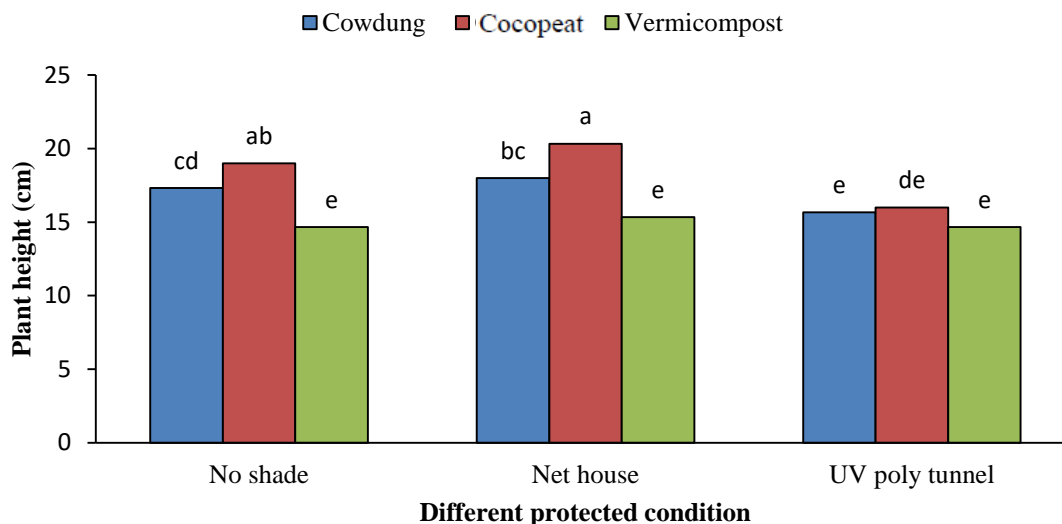 Cowdung Cocopeat Vermicompost
25
20
15
10
5
0
Plant height (cm)
cd ab e
bc a e
e de e
No shade Net house UV poly tunnel
Different protected condition